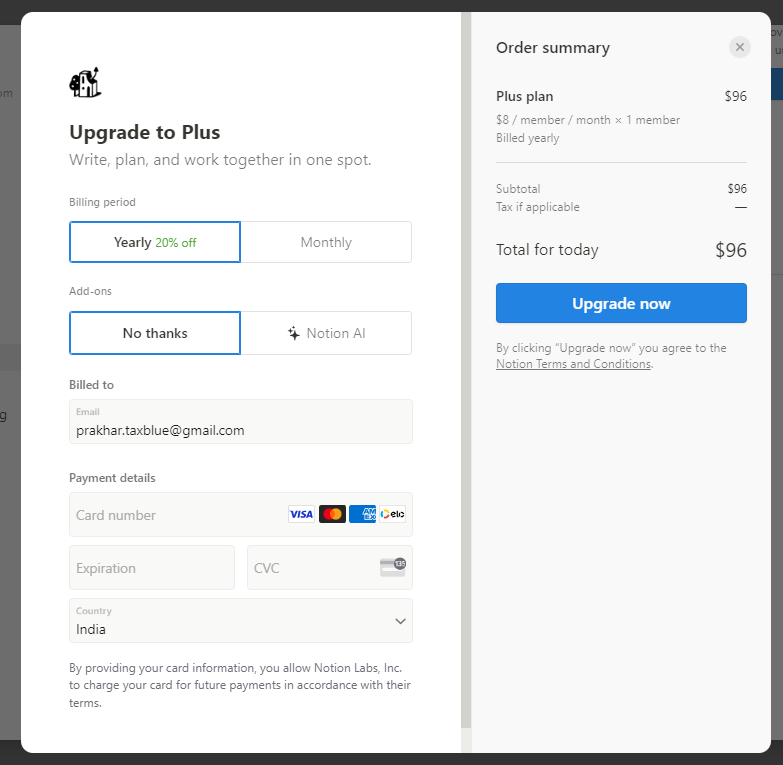 Upgrade to Plus
Write, plan, and work together in one spot.
Billing period
Yearly 20% off
Monthly
Add-ons
No thanks
Notion AI
Billed to
Email
prakhar.taxblue@gmail.com
Payment details
Card number
VISA
AM
EX
elo
Expiration
CVC
135
Country
India
By providing your card information, you allow Notion Labs, Inc.
to charge your card for future payments in accordance with their
terms.
Order summary
Plus plan $96
$8 / member / month × 1 member
Billed yearly
Subtotal $96
Tax if applicable —
Total for today $96
Upgrade now
By clicking “Upgrade now” you agree to the
Notion Terms and Conditions.